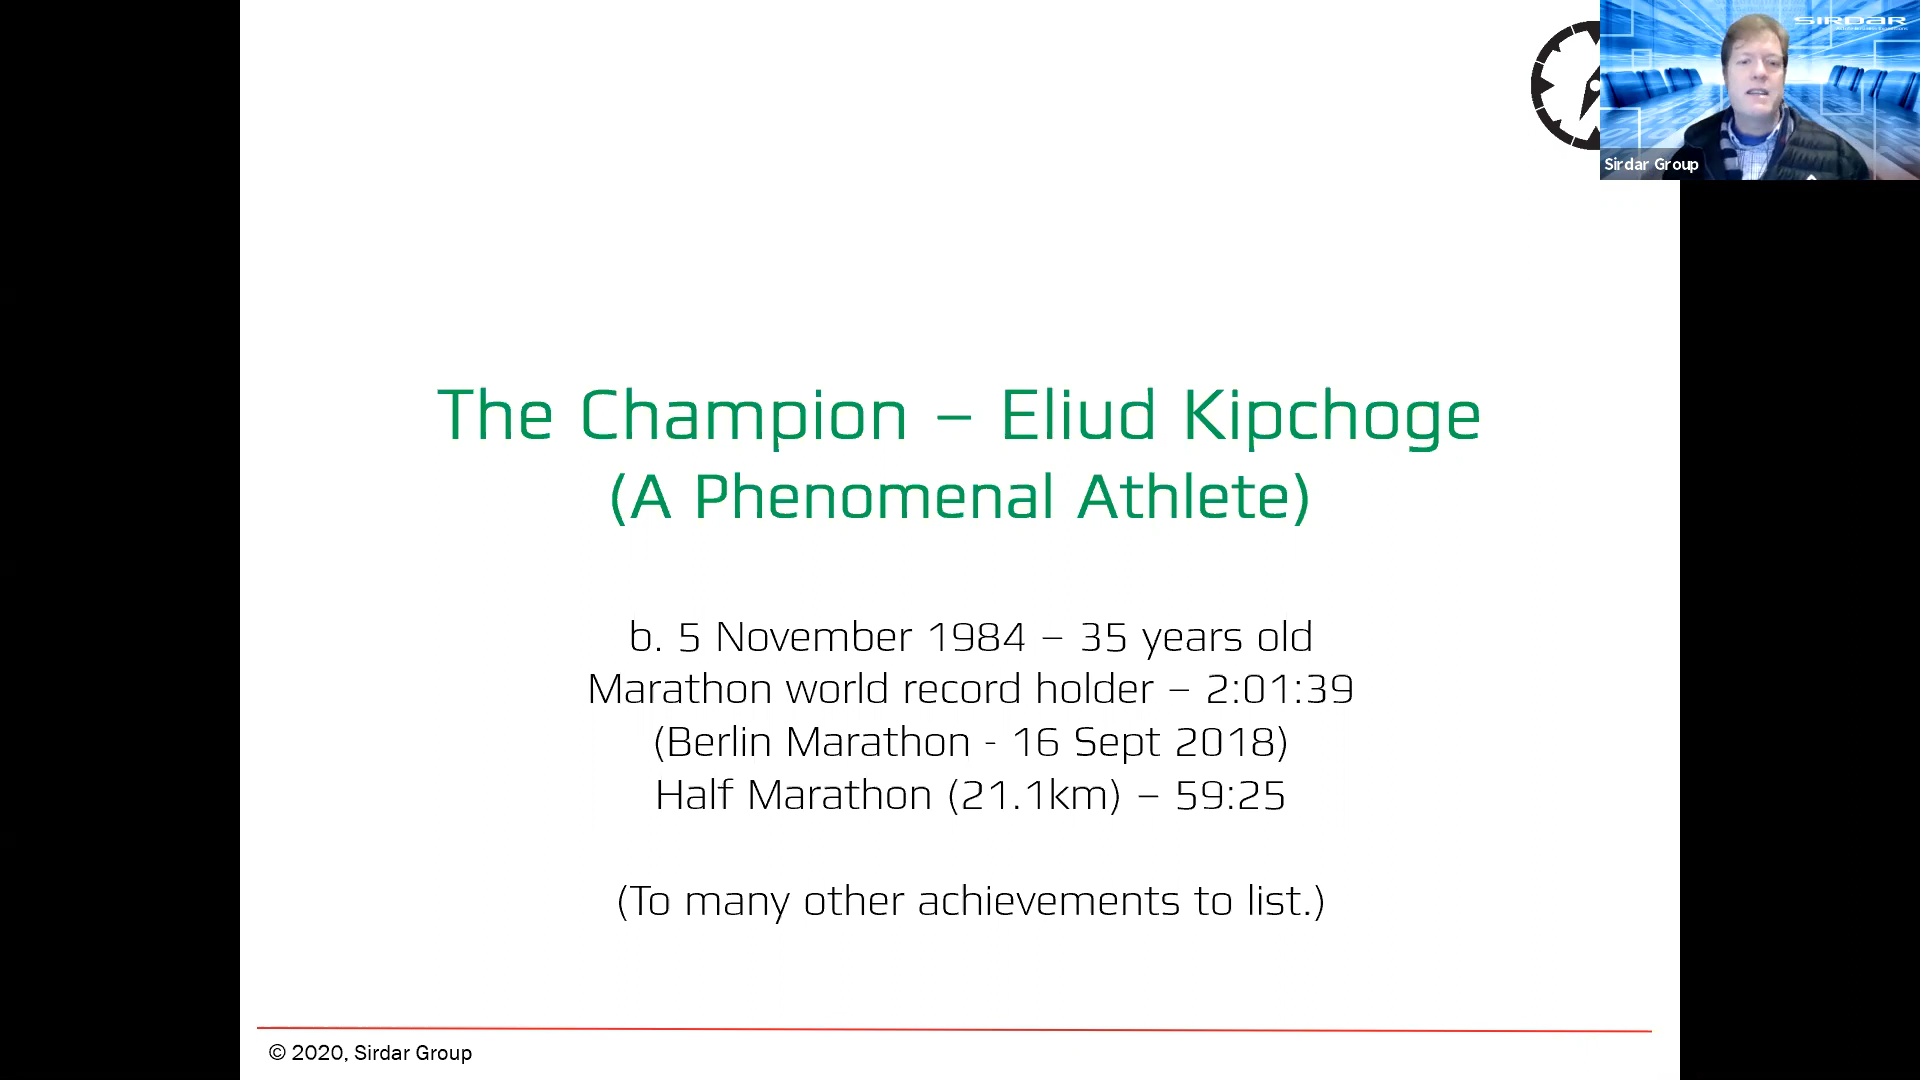 SIRDAR
Sirdar Group
The Champion – Eliud Kipchoge
(A Phenomenal Athlete)
b. 5 November 1984 – 35 years old
Marathon world record holder – 2:01:39
(Berlin Marathon - 16 Sept 2018)
Half Marathon (21.1km) – 59:25
(To many other achievements to list.)
© 2020, Sirdar Group